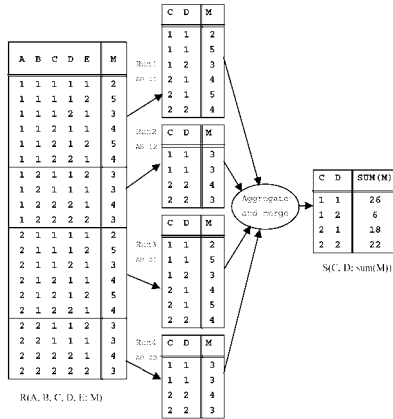 A B C D E M
1 1 1 1 1 2
1 1 1 1 2 5
1 1 1 2 1 3
1 1 2 1 1 4
1 1 2 1 2 5
1 1 2 2 1 4
1 2 1 1 2 3
1 2 1 1 1 3
1 2 2 2 1 4
1 2 2 2 2 3
2 1 1 1 1 2
2 1 1 1 2 5
2 1 1 2 1 3
2 1 2 1 1 4
2 1 2 1 2 5
2 1 2 2 1 4
2 2 1 1 2 3
2 2 1 1 1 3
2 2 2 2 1 4
2 2 2 2 2 3
R(A, B, C, D, E; M)
Run1
as 11
C D M
1 1 2
1 1 5
1 2 3
2 1 4
2 1 5
2 2 4
Run2
as 12
C D M
1 1 3
1 1 3
2 2 4
2 2 3
Run3
as 21
C D M
1 1 2
1 1 5
1 2 3
2 1 4
2 1 5
2 2 4
Run4
as 22
C D M
1 1 3
1 1 3
2 2 4
2 2 3
Aggregate
and merge
C D SUM(M)
1 1 26
1 2 6
2 1 18
2 2 22
S(C, D; sum(M))